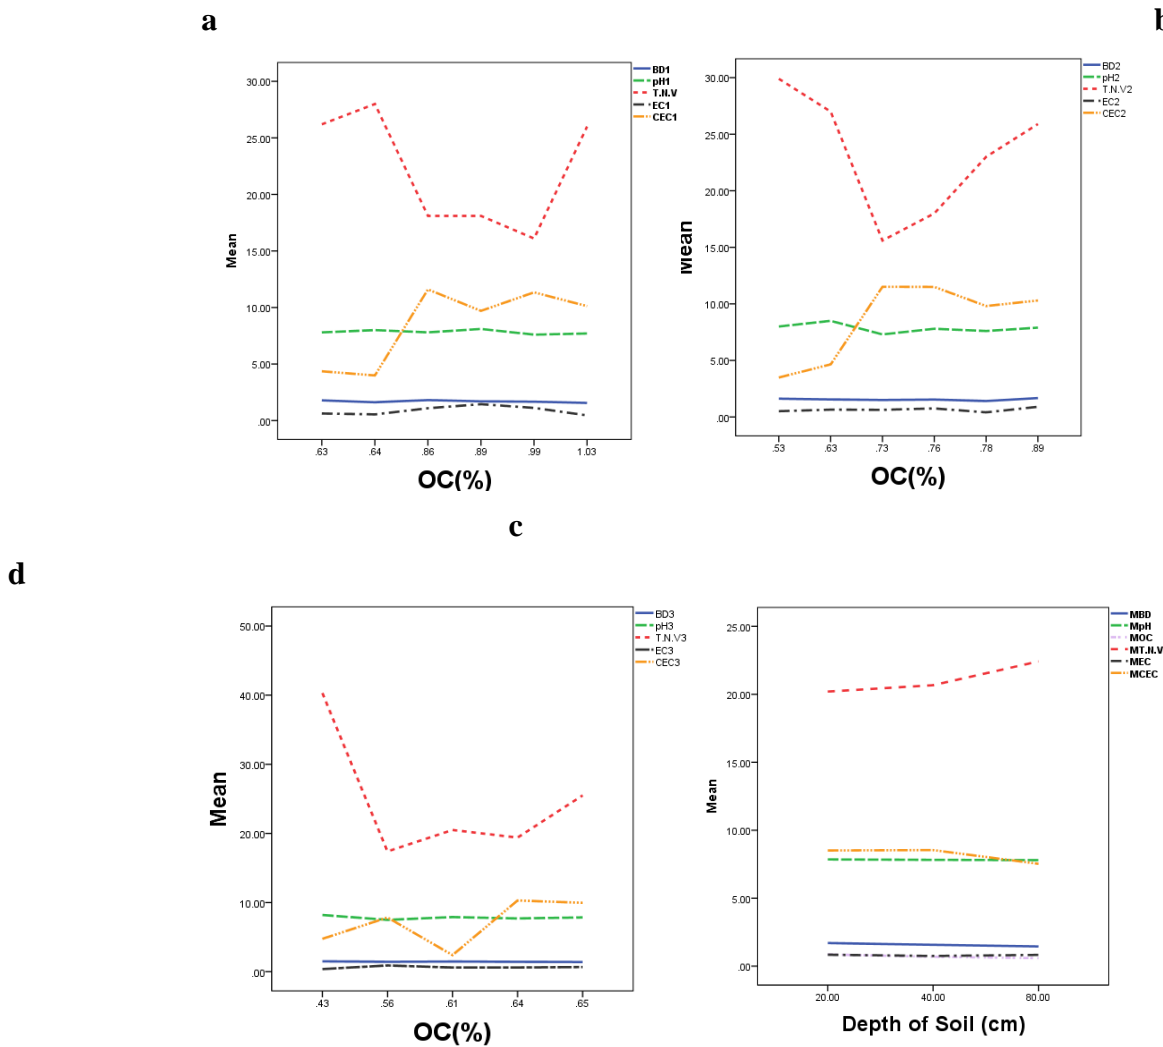 a
b
BD1
pH1
T.N.V
EC1
CEC1
30.00
25.00
20.00
15.00
10.00
5.00
.00
Mean
.63 .64 .86 .89 .99 1.03
OC(%)
BD2
pH2
T.N.V2
EC2
CEC2
30.00
25.00
20.00
15.00
10.00
5.00
.00
Mean
.53 .63 .73 .76 .78 .89
OC(%)
c
d
BD3
pH3
T.N.V3
EC3
CEC3
50.00
40.00
30.00
20.00
10.00
.00
Mean
.43 .56 .61 .64 .65
OC(%)
MBD
MpH
MOC
MT.N.V
MEC
MCEC
25.00
20.00
15.00
10.00
5.00
.00
Mean
20.00 40.00 80.00
Depth of Soil (cm)